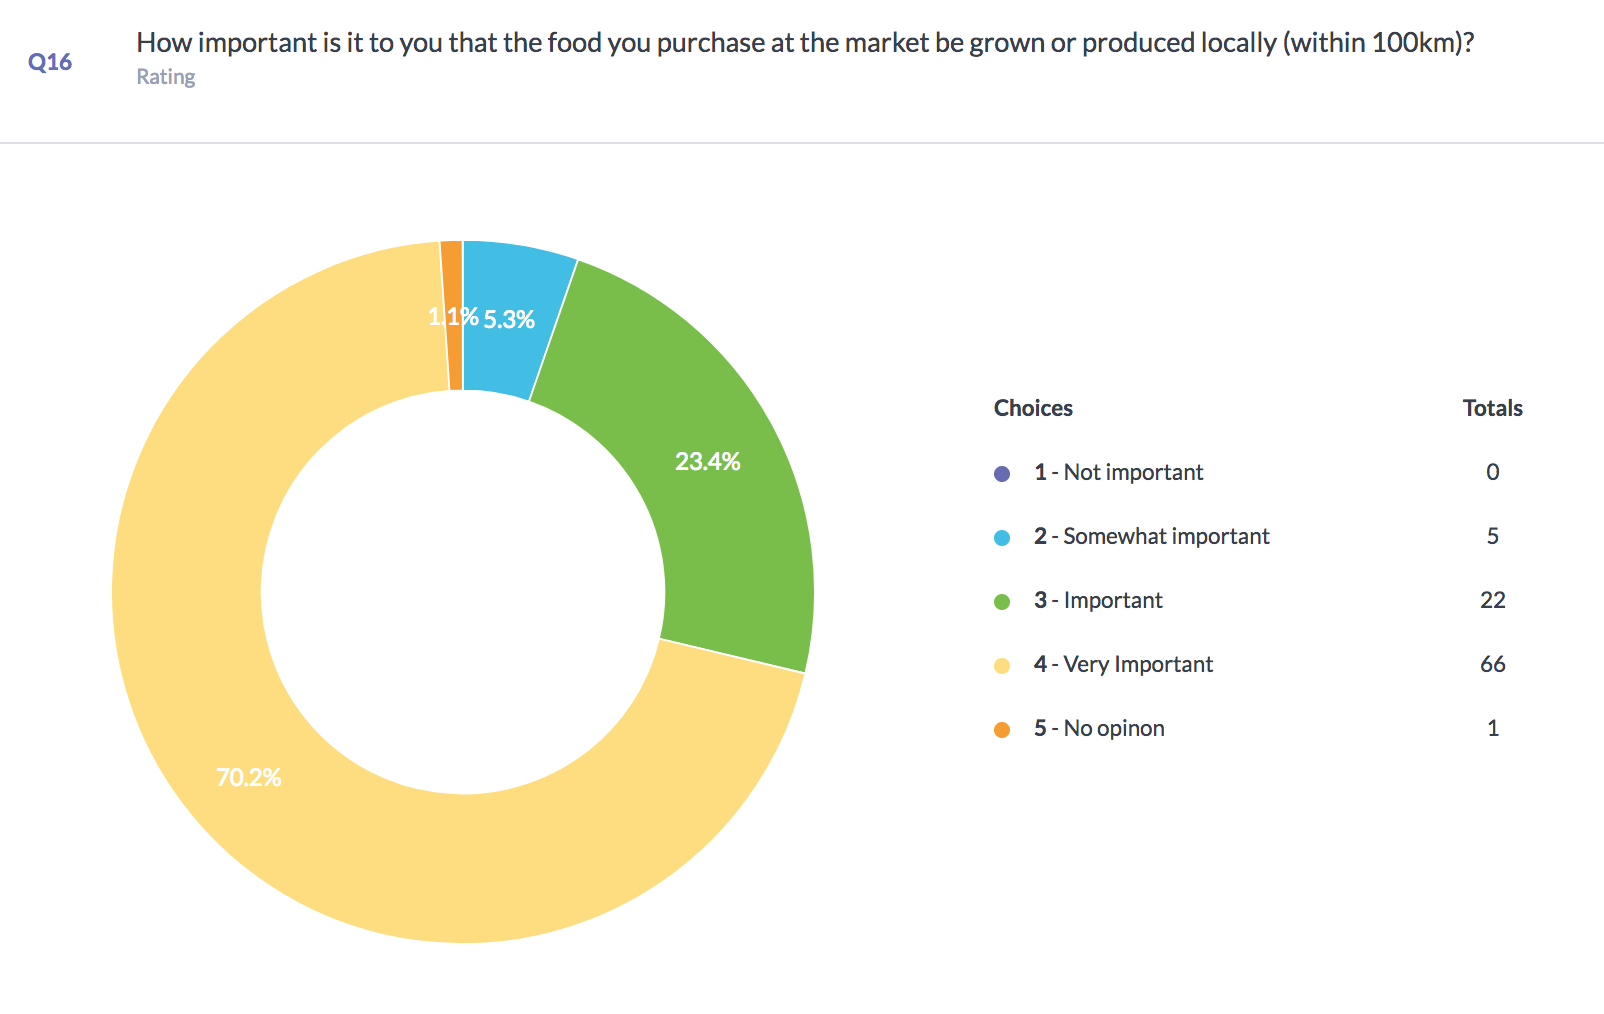 Q16
How important is it to you that the food you purchase at the market be grown or produced locally (within 100km)?
Rating
1.1%
5.3%
23.4%
70.2%
Choices Totals
1 - Not important 0
2 - Somewhat important 5
3 - Important 22
4 - Very Important 66
5 - No opinon 1